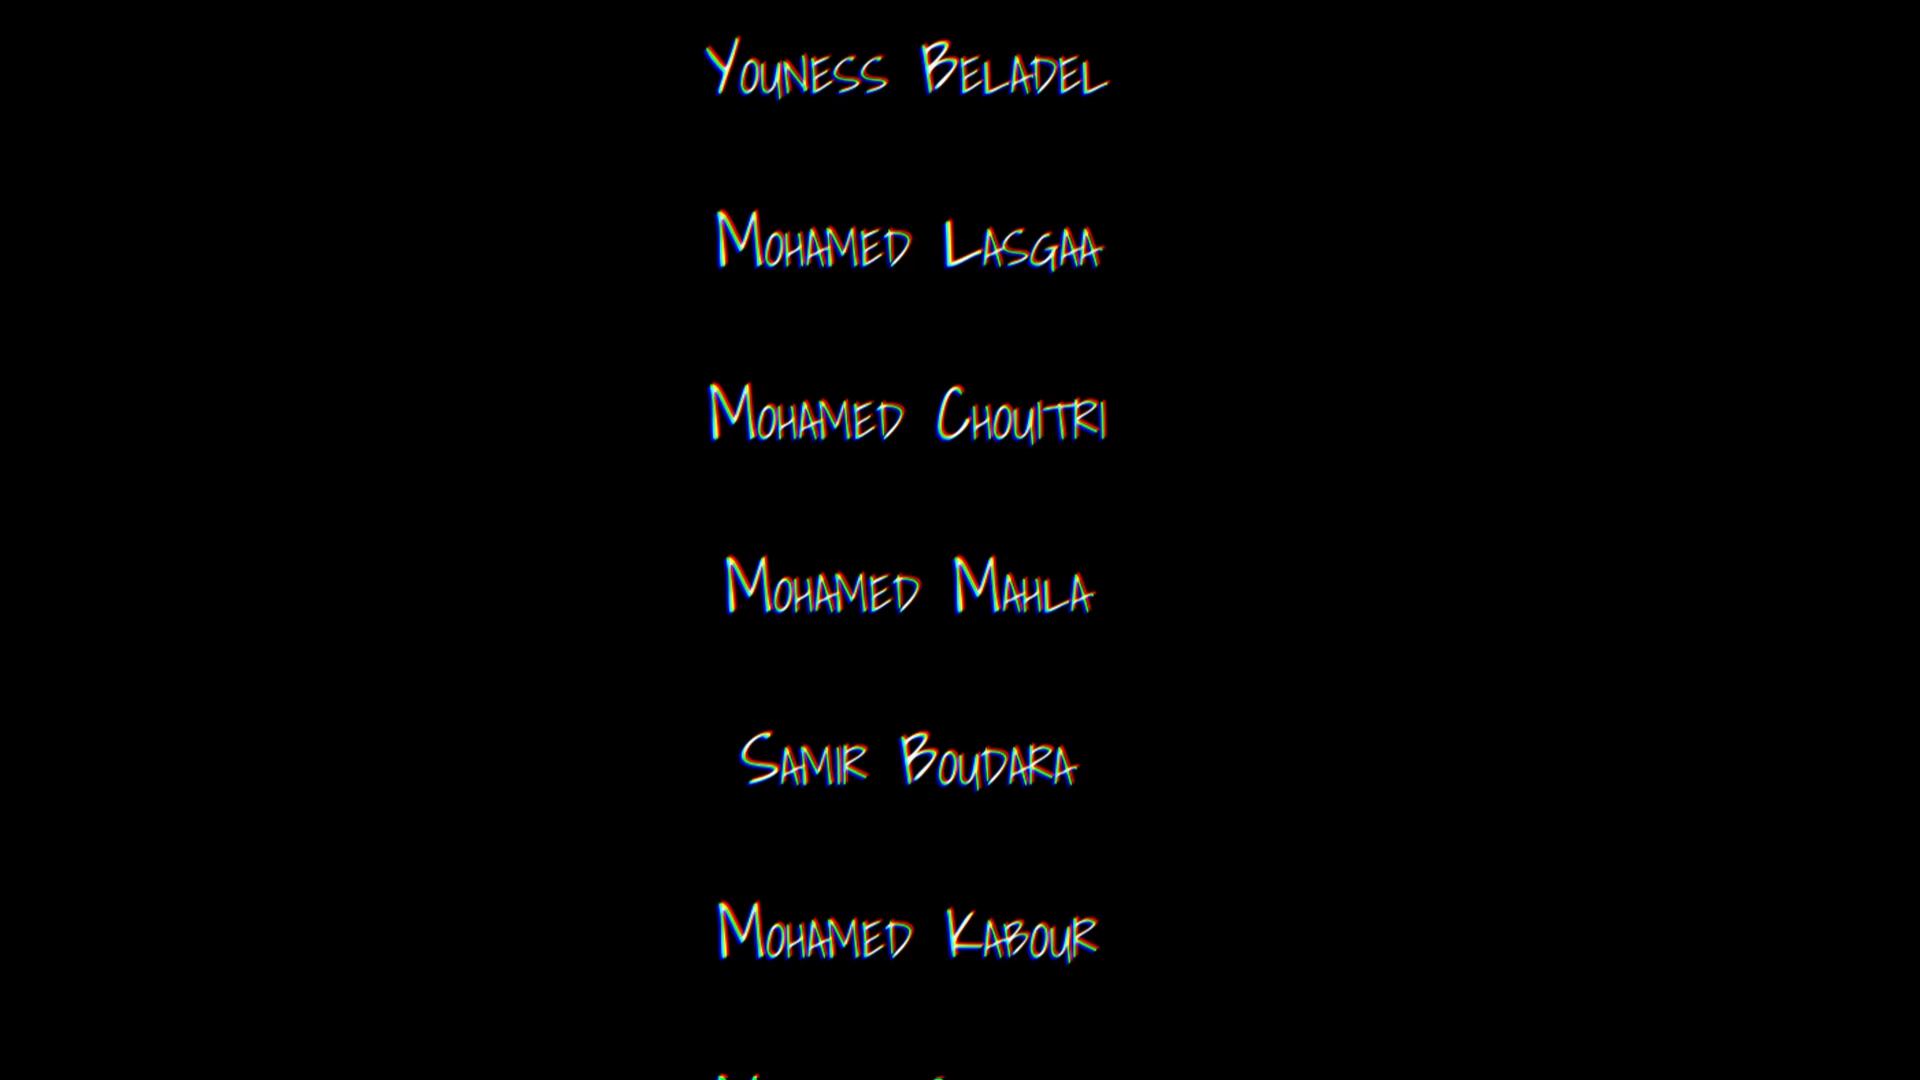 Youness Beladel
Mohamed Lasgaa
Mohamed Chouitri
Mohamed Mahla
Samir Boudara
Mohamed Kabour